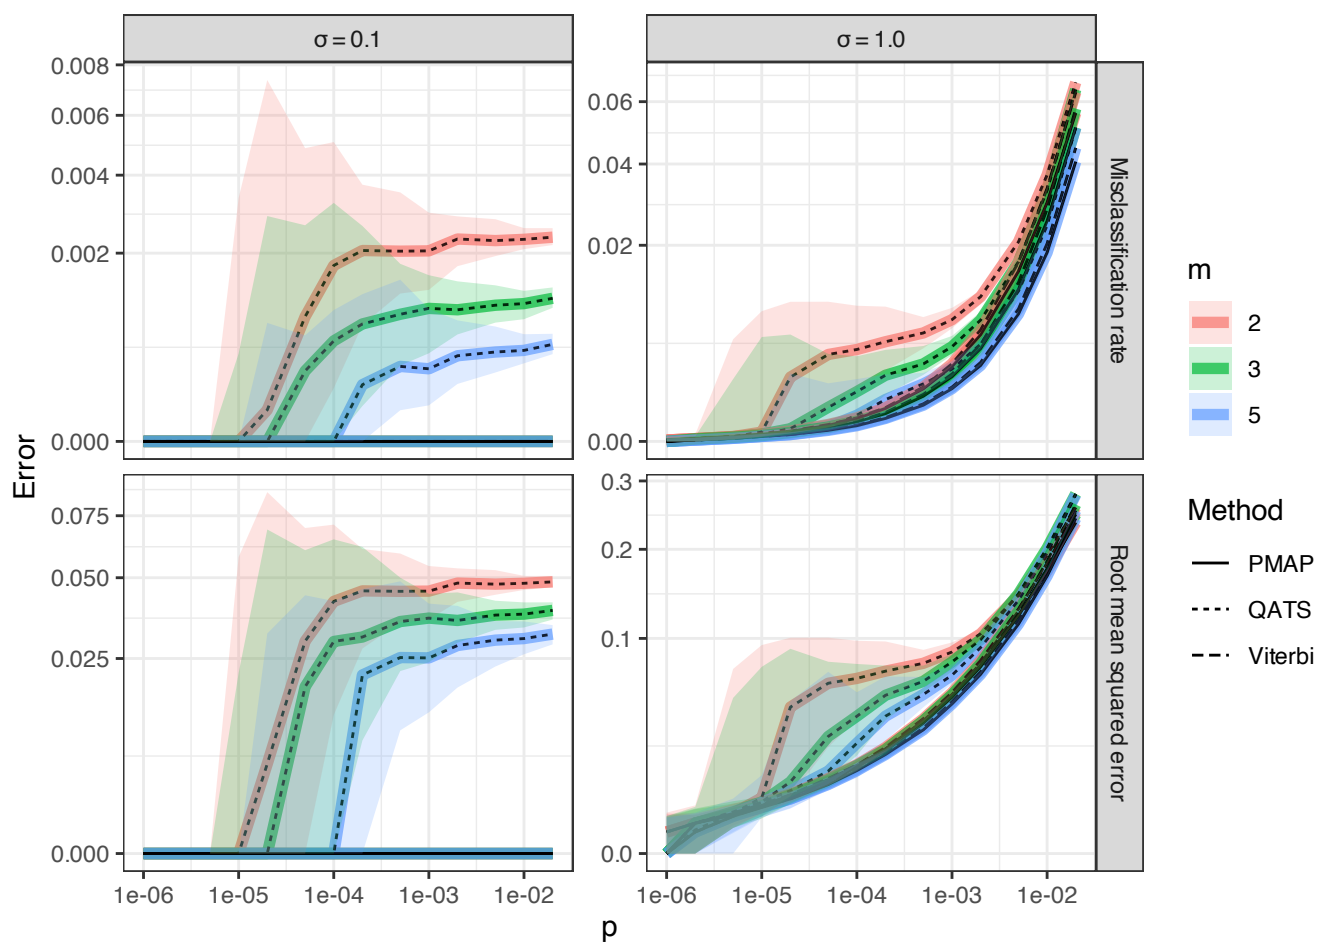 σ = 0.1
σ = 1.0
0.008
0.006
0.004
0.002
0.000
0.06
0.04
0.02
0.00
Misclassification rate
Error
0.075
0.050
0.025
0.000
0.3
0.2
0.1
0.0
Root mean squared error
1e-06
1e-05
1e-04
1e-03
1e-02
1e-06
1e-05
1e-04
1e-03
1e-02
p
m
2
3
5
Method
PMAP
QATS
Viterbi